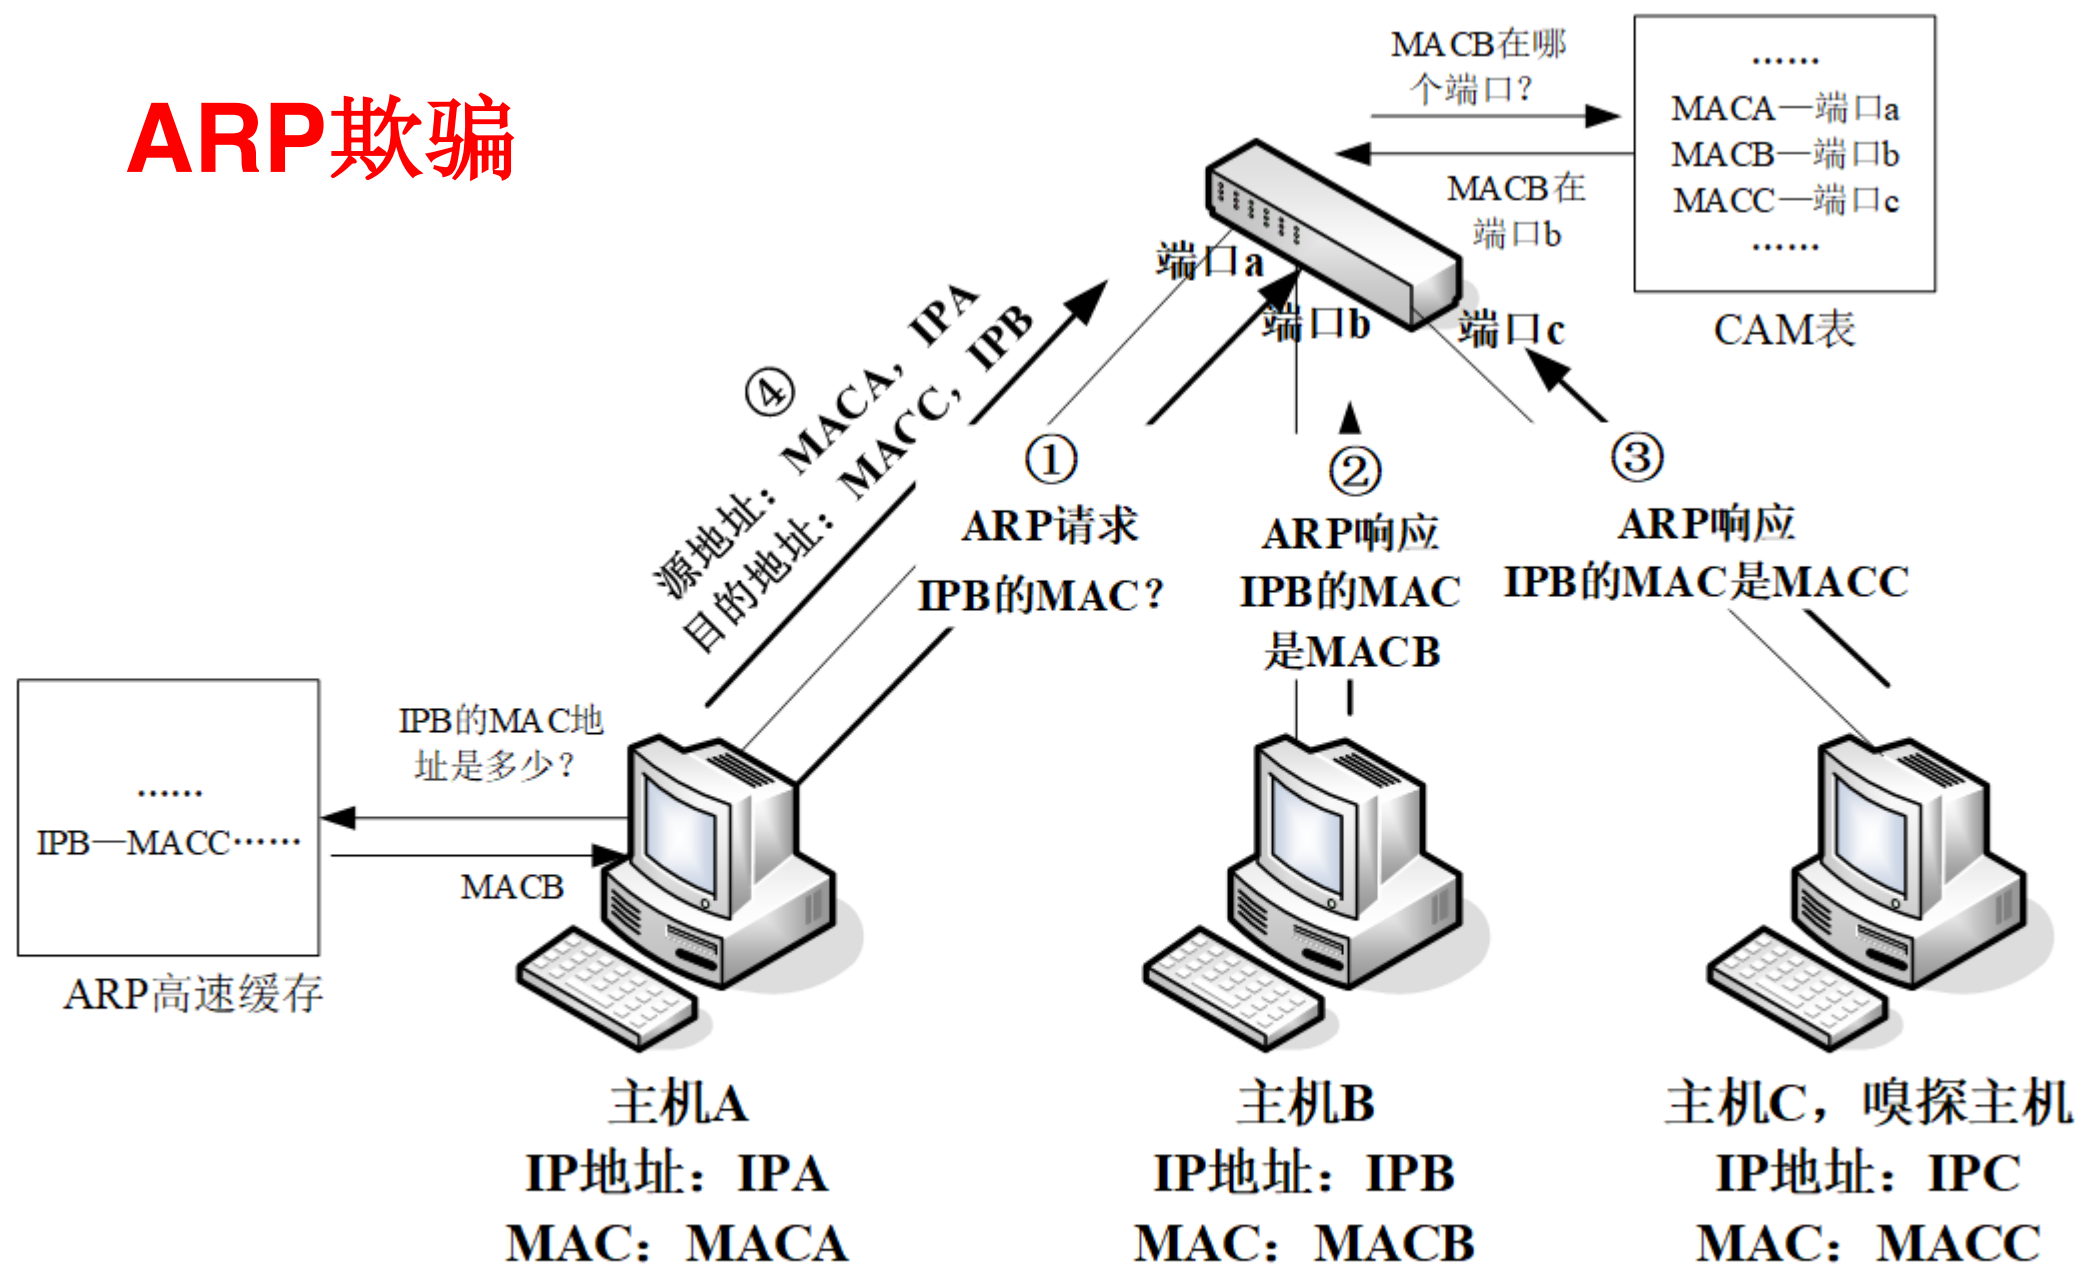 ARP欺骗
MACB在哪
个端口？
MACB在
端口b
……
MACA—端口a
MACB—端口b
MACC—端口c
……
CAM表
端口a
端口b
端口c
④
源地址：MACA，IPA
目的地址：MACC，IPB
①
ARP请求
IPB的MAC？
②
ARP响应
IPB的MAC
是MACB
③
ARP响应
IPB的MAC是MACC
IPB的MAC地
址是多少？
MACB
……
IPB—MACC……
ARP高速缓存
主机A
IP地址：IPA
MAC：MACA
主机B
IP地址：IPB
MAC：MACB
主机C，嗅探主机
IP地址：IPC
MAC：MACC